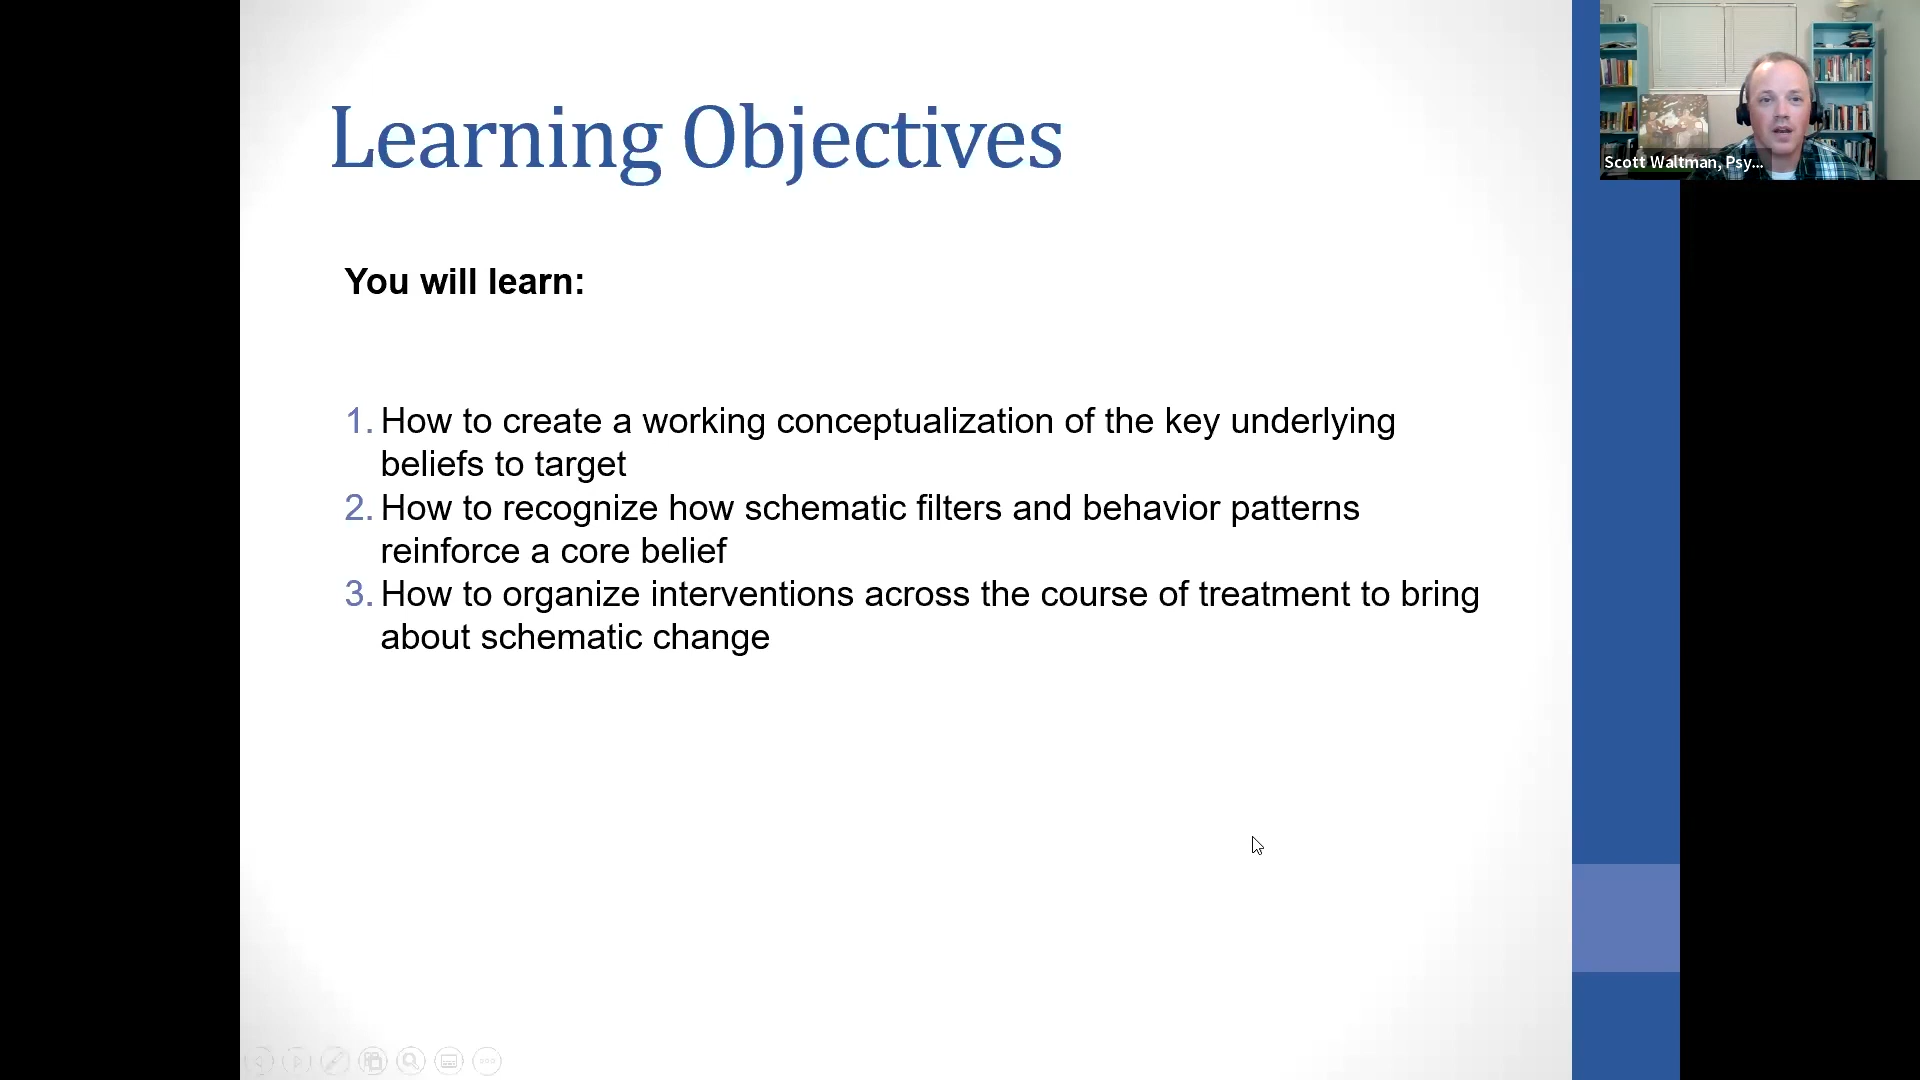 Learning Objectives
Scott Waltman, Psy...
You will learn:
1. How to create a working conceptualization of the key underlying
beliefs to target
2. How to recognize how schematic filters and behavior patterns
reinforce a core belief
3. How to organize interventions across the course of treatment to bring
about schematic change